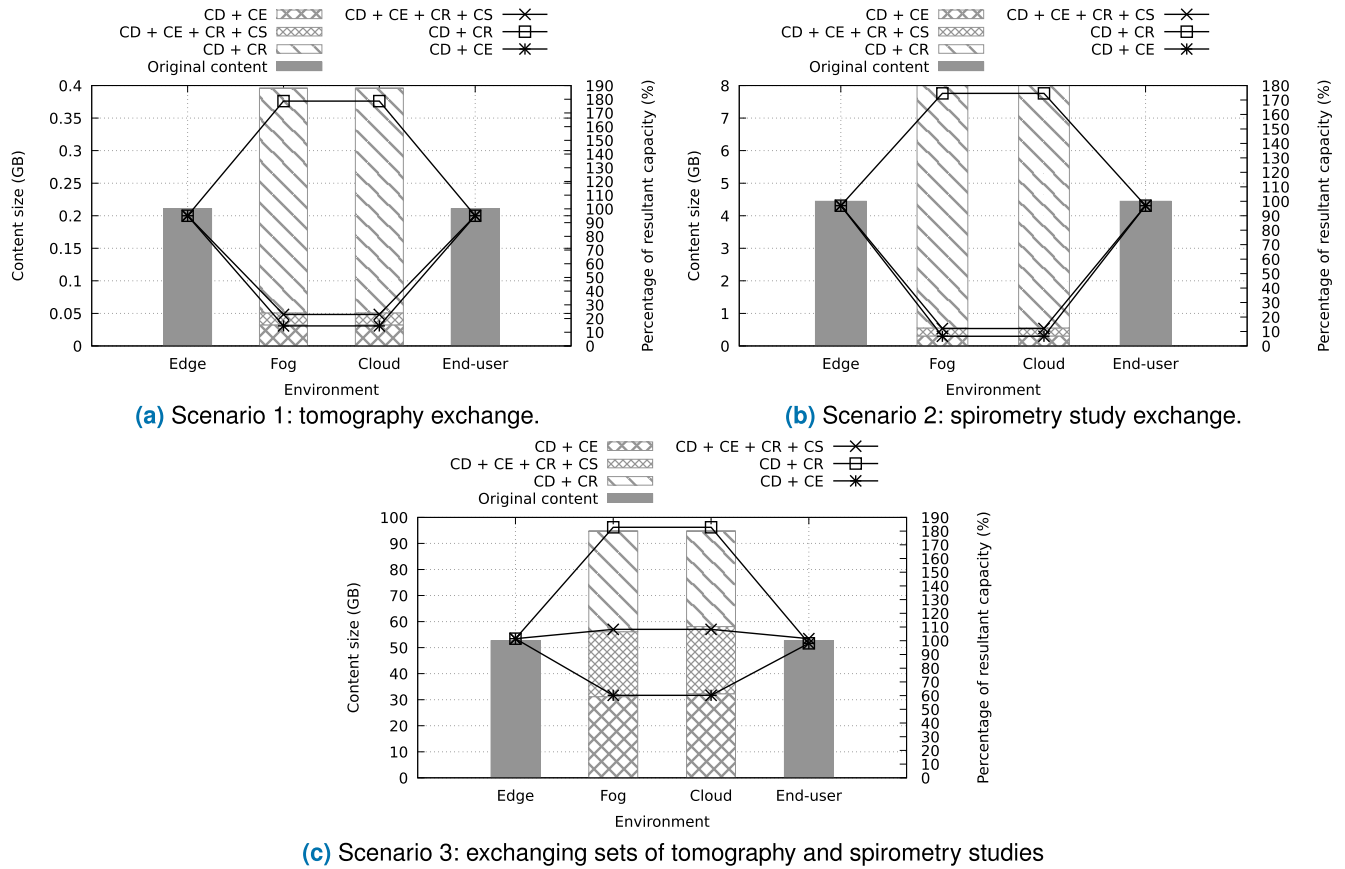 CD + CE
CD + CE + CR + CS
CD + CR
Original content
CD + CE + CR + CS
CD + CR
CD + CE
Content size (GB)
0.4
0.35
0.3
0.25
0.2
0.15
0.1
0.05
0
190
180
170
160
150
140
130
120
110
100
90
80
70
60
50
40
30
20
10
0
Percentage of resultant capacity (%)
Edge Fog Cloud End-user
Environment
(a) Scenario 1: tomography exchange.
CD + CE
CD + CE + CR + CS
CD + CR
Original content
CD + CE + CR + CS
CD + CR
CD + CE
Content size (GB)
8
7
6
5
4
3
2
1
0
180
170
160
150
140
130
120
110
100
90
80
70
60
50
40
30
20
10
0
Percentage of resultant capacity (%)
Edge Fog Cloud End-user
Environment
(b) Scenario 2: spirometry study exchange.
CD + CE
CD + CE + CR + CS
CD + CR
Original content
CD + CE + CR + CS
CD + CR
CD + CE
Content size (GB)
100
90
80
70
60
50
40
30
20
10
0
190
180
170
160
150
140
130
120
110
100
90
80
70
60
50
40
30
20
10
0
Percentage of resultant capacity (%)
Edge Fog Cloud End-user
Environment
(c) Scenario 3: exchanging sets of tomography and spirometry studies